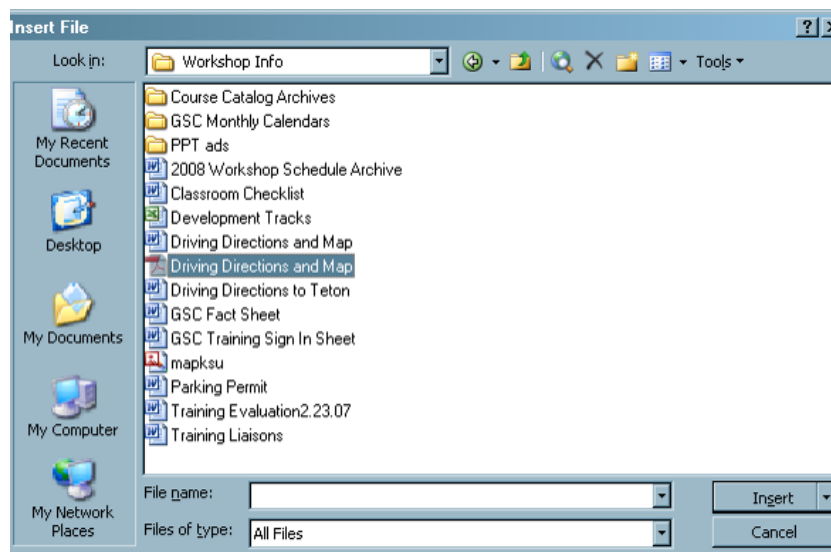 Insert File
Look in:
Workshop Info
Tools
My Recent
Documents
Desktop
My Documents
My Computer
My Network
Places
Course Catalog Archives
GSC Monthly Calendars
PPT ads
2008 Workshop Schedule Archive
Classroom Checklist
Development Tracks
Driving Directions and Map
Driving Directions and Map
Driving Directions to Teton
GSC Fact Sheet
GSC Training Sign In Sheet
mapksu
Parking Permit
Training Evaluation2.23.07
Training Liaisons
File name:
Insert
Files of type:
All Files
Cancel